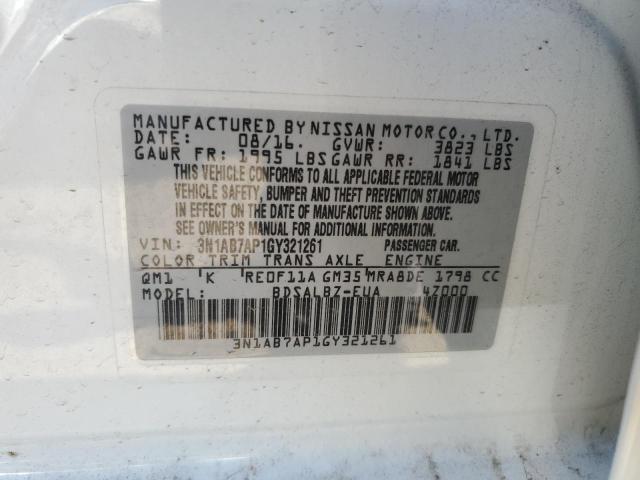 MANUFACTURED BY NISSAN MOTOR CO., LTD.
DATE: 08/16. GVWR: 3823 LBS
GAWR FR: 1995 LBS GAWR RR: 1841 LBS
THIS VEHICLE CONFORMS TO ALL APPLICABLE FEDERAL MOTOR
VEHICLE SAFETY, BUMPER AND THEFT PREVENTION STANDARDS
IN EFFECT ON THE DATE OF MANUFACTURE SHOWN ABOVE.
SEE OWNER'S MANUAL FOR ADDITIONAL INFORMATION.
VIN: 3N1AB7AP1GY321261 PASSENGER CAR.
COLOR TRIM TRANS AXLE ENGINE
QM1 'K 'RE0F11A GM35 'MRA8DE 1798 CC
MODEL: BDSALBZ-EUA 4Z000
3N1AB7AP1GY321261